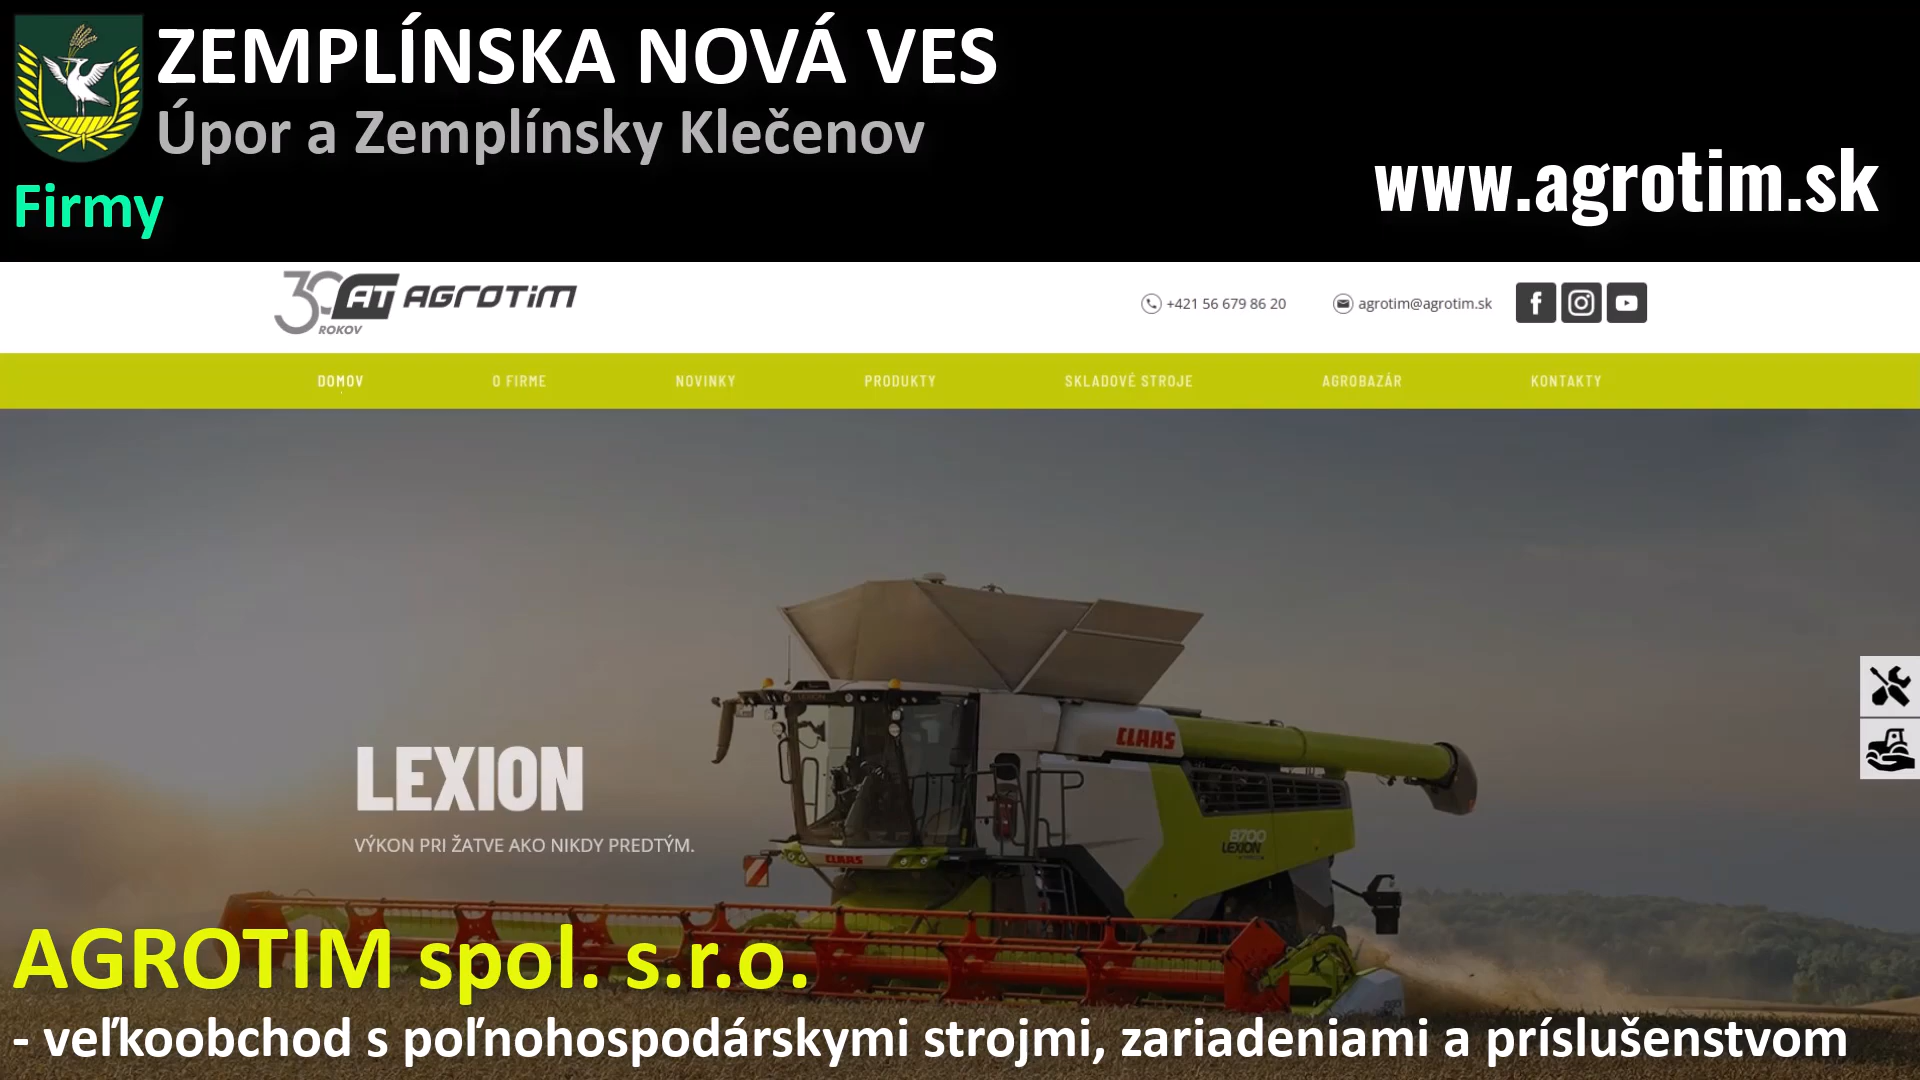 ZEMPLÍNSKA NOVÁ VES
Úpor a Zemplínsky Klečenov
Firmy
www.agrotim.sk
30 ROKOV AT AGROTIM
+421 56 679 86 20
agrotim@agrotim.sk
DOMOV
O FIRME
NOVINKY
PRODUKTY
SKLADOVÉ STROJE
AGROBAZÁR
KONTAKTY
LEXION
CLAAS
8700
LEXION
LEXION
VÝKON PRI ŽATVE AKO NIKDY PREDTÝM.
CLAAS
AGROTIM spol. s.r.o.
- veľkoobchod s poľnohospodárskymi strojmi, zariadeniami a príslušenstvom